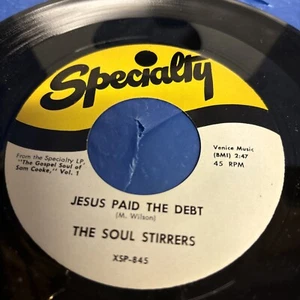 Specialty
From the Specialty LP,
"The Gospel Soul of
Sam Cooke," Vol. 1
Venice Music
(BMI) 2:47
45 RPM
JESUS PAID THE DEBT
(M. Wilson)
THE SOUL STIRRERS
XSP-845